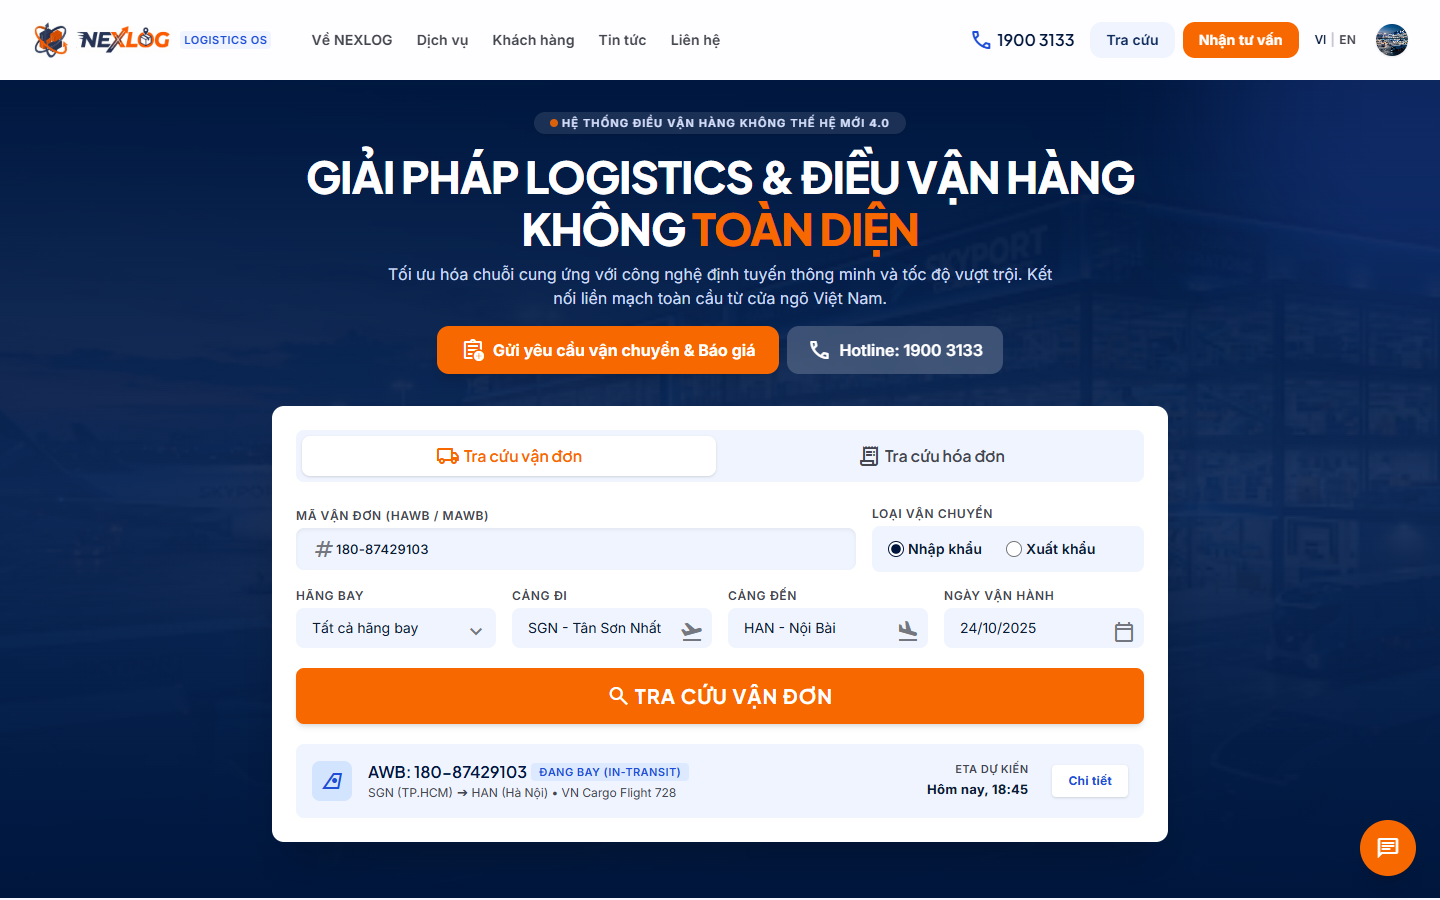 NEXLOG LOGISTICS OS Về NEXLOG Dịch vụ Khách hàng Tin tức Liên hệ 1900 3133 Tra cứu Nhận tư vấn VI | EN
HỆ THỐNG ĐIỀU VẬN HÀNG KHÔNG THẾ HỆ MỚI 4.0
GIẢI PHÁP LOGISTICS & ĐIỀU VẬN HÀNG
KHÔNG TOÀN DIỆN
SKYPORT
Tối ưu hóa chuỗi cung ứng với công nghệ định tuyến thông minh và tốc độ vượt trội. Kết
nối liền mạch toàn cầu từ cửa ngõ Việt Nam.
Gửi yêu cầu vận chuyển & Báo giá Hotline: 1900 3133
Tra cứu vận đơn Tra cứu hóa đơn
MÃ VẬN ĐƠN (HAWB / MAWB) LOẠI VẬN CHUYỂN
# 180-87429103 Nhập khẩu Xuất khẩu
HÃNG BAY CẢNG ĐI CẢNG ĐẾN NGÀY VẬN HÀNH
Tất cả hãng bay SGN - Tân Sơn Nhất HAN - Nội Bài 24/10/2025
TRA CỨU VẬN ĐƠN
AWB: 180-87429103 ĐANG BAY (IN-TRANSIT) ETA DỰ KIẾN
SGN (TP.HCM) ➔ HAN (Hà Nội) • VN Cargo Flight 728 Hôm nay, 18:45 Chi tiết